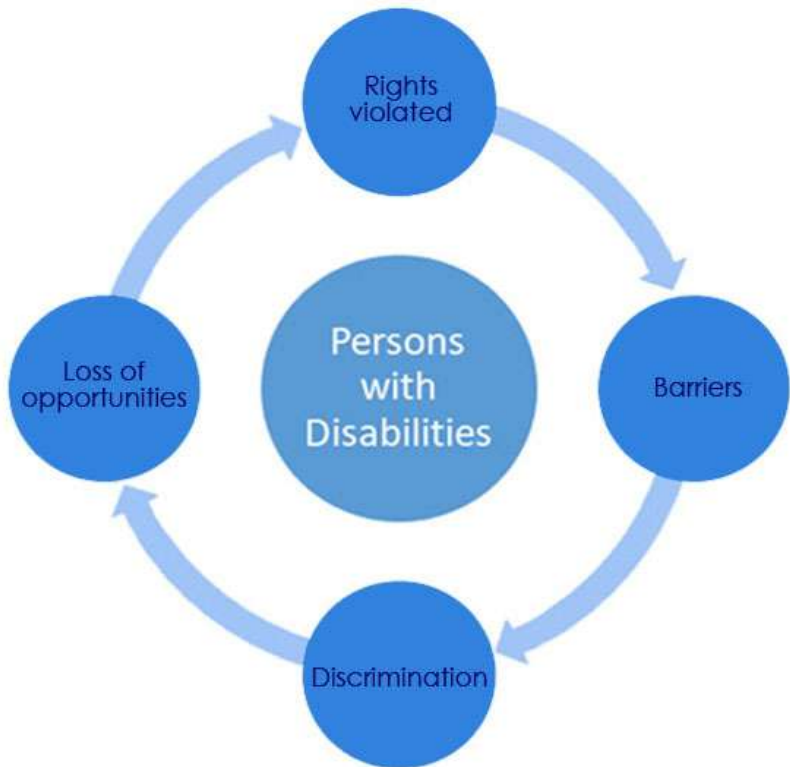 Rights
violated
Persons
with
Disabilities
Loss of
opportunities
Barriers
Discrimination